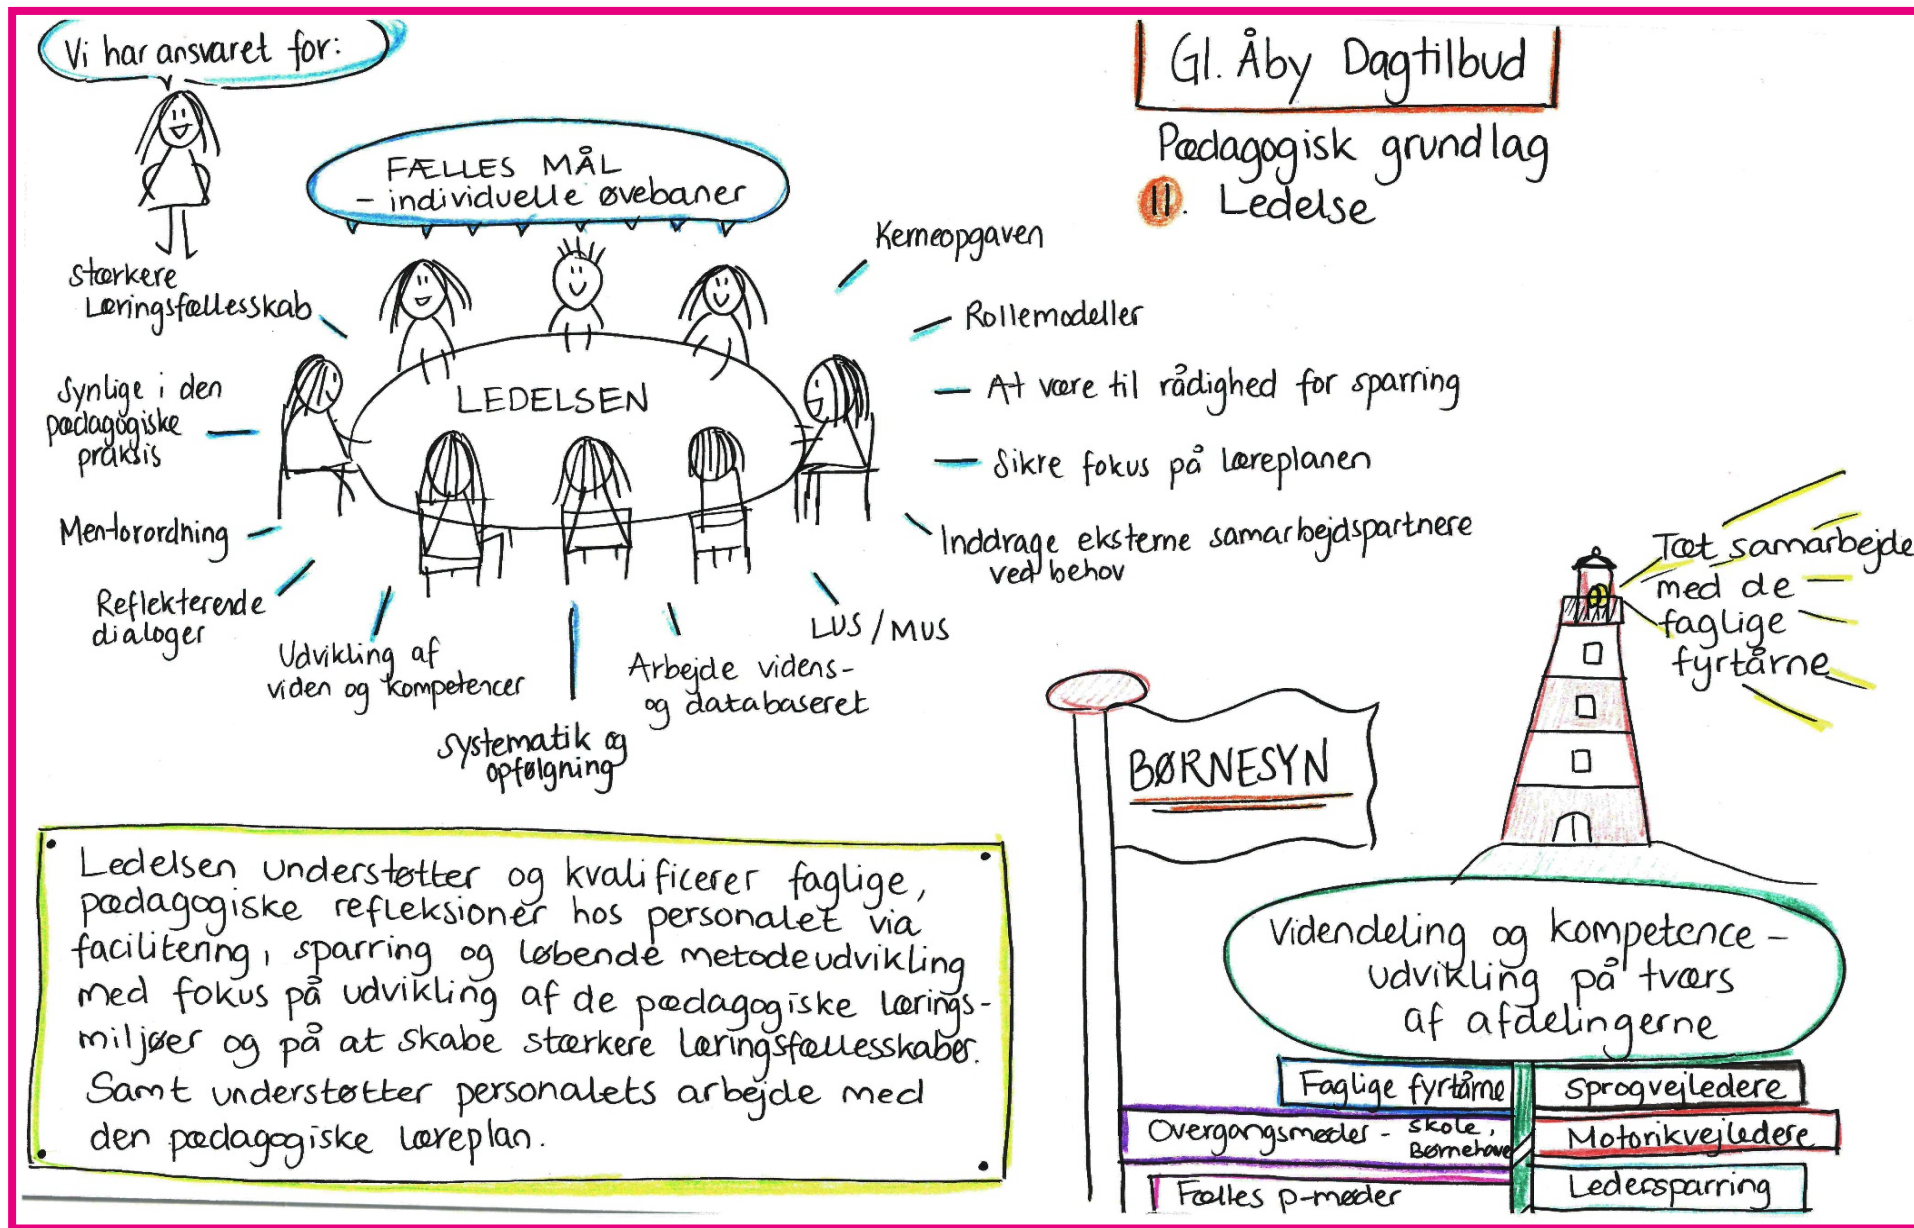 Vi har ansvaret for:
Gl. Åby Dagtilbud
Pædagogisk grundlag
11. Ledelse
FÆLLES MÅL
- individuelle øvebaner
stærkere
Læringsfællesskab
Synlige i den
pædagogiske
praksis
Mentorordning
Reflekterende
dialoger
Udvikling af
viden og kompetencer
systematik og
opfølgning
Arbejde videns-
og databaseret
LUS / MUS
LEDELSEN
Kerneopgaven
Rollemodeller
At være til rådighed for sparring
Sikre fokus på læreplanen
Inddrage eksterne samarbejdspartnere
ved behov
Tæt samarbejde
med de
faglige
fyrtårne
BØRNESYN
Ledelsen understøtter og kvalificerer faglige,
pædagogiske refleksioner hos personalet via
facilitering, sparring og løbende metodeudvikling
med fokus på udvikling af de pædagogiske lærings-
miljøer og på at skabe stærkere læringsfællesskaber.
Samt understøtter personalets arbejde med
den pædagogiske læreplan.
Videndeling og kompetence-
udvikling på tværs
af afdelingerne
Faglige fyrtårne
Sprogvejledere
Overgangsmøder - skole,
Børnehave
Motorikvejledere
Fælles p-møder
Ledersparring